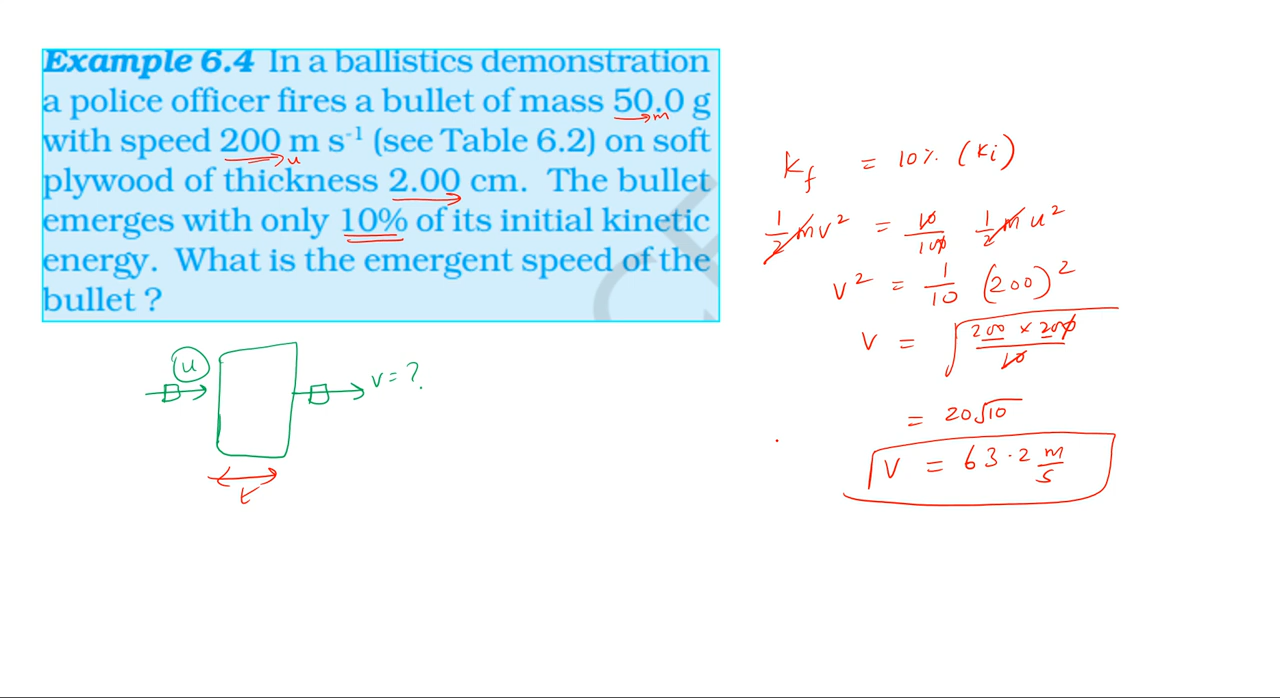 Example 6.4 In a ballistics demonstration
a police officer fires a bullet of mass 50.0 g
m
with speed 200 m s⁻¹ (see Table 6.2) on soft
u
plywood of thickness 2.00 cm. The bullet
emerges with only 10% of its initial kinetic
energy. What is the emergent speed of the
bullet ?
u
v = ?
t
K_f = 10% (Ki)
1/2 mv² = 10/100 1/2 mu²
v² = 1/10 (200)²
v = √(200 × 200/10)
= 20√10
v = 63.2 m/s